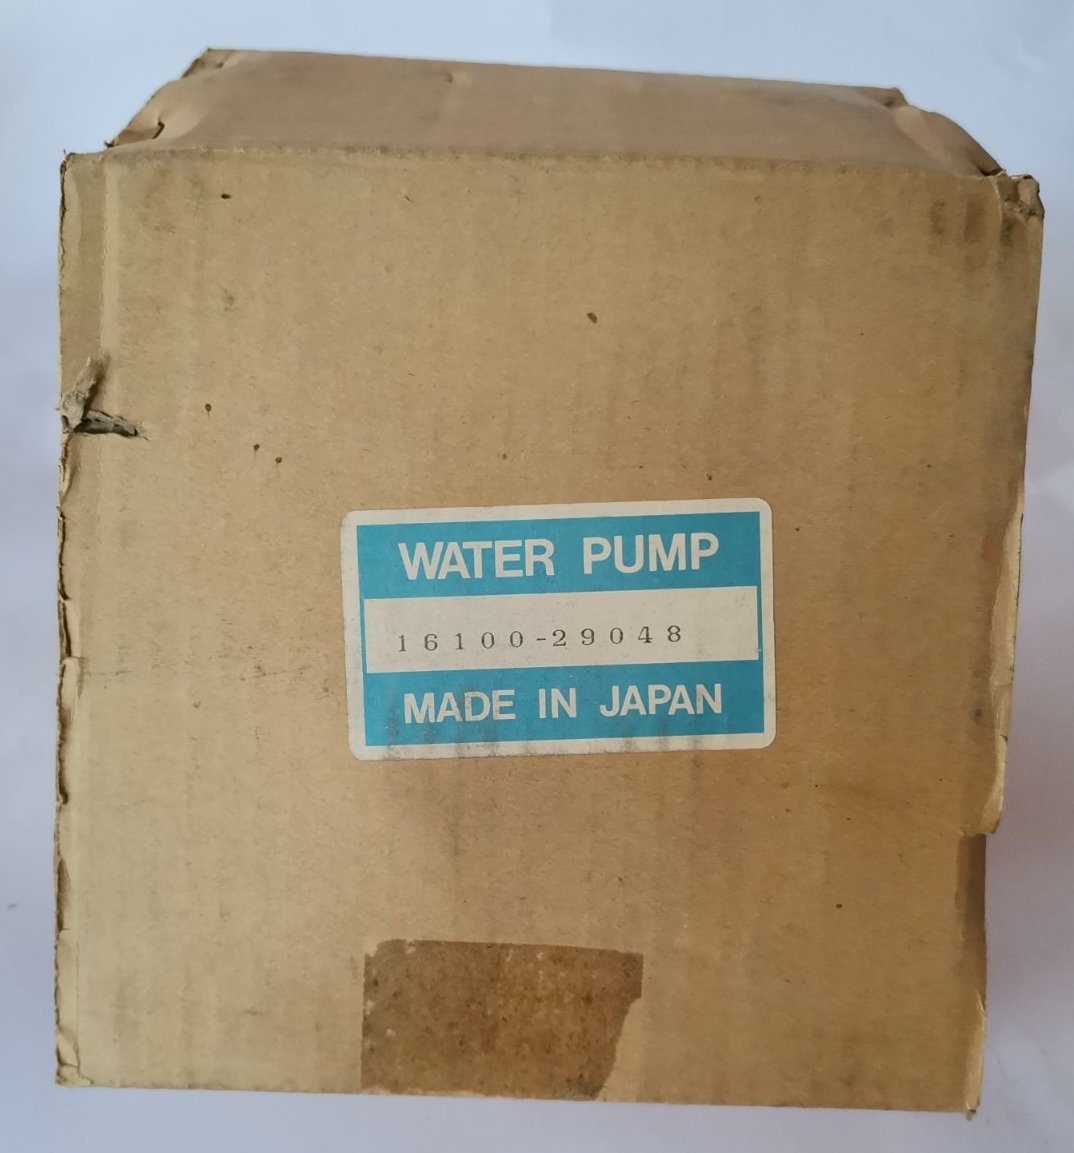 WATER PUMP
16100-29048
MADE IN JAPAN